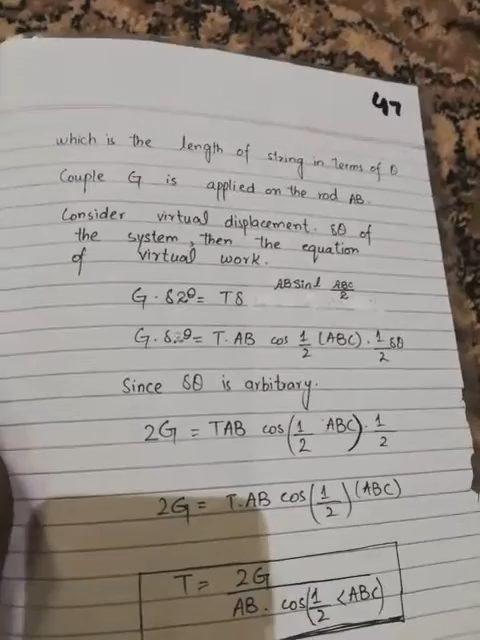 47
which is the length of string in terms of θ
Couple G is applied on the rod AB.
Consider virtual displacement. δθ of
the system, then the equation
of virtual work.
G · δ2θ = Tδ ABsin ABC/2
G · δ2θ = T. AB cos 1/2 (ABC) · 1/2 δθ
Since δθ is arbitrary.
2G = TAB cos(1/2 ABC) · 1/2
2G = T.AB cos(1/2)(ABC)
T = 2G / AB. cos(1/2 <ABC)